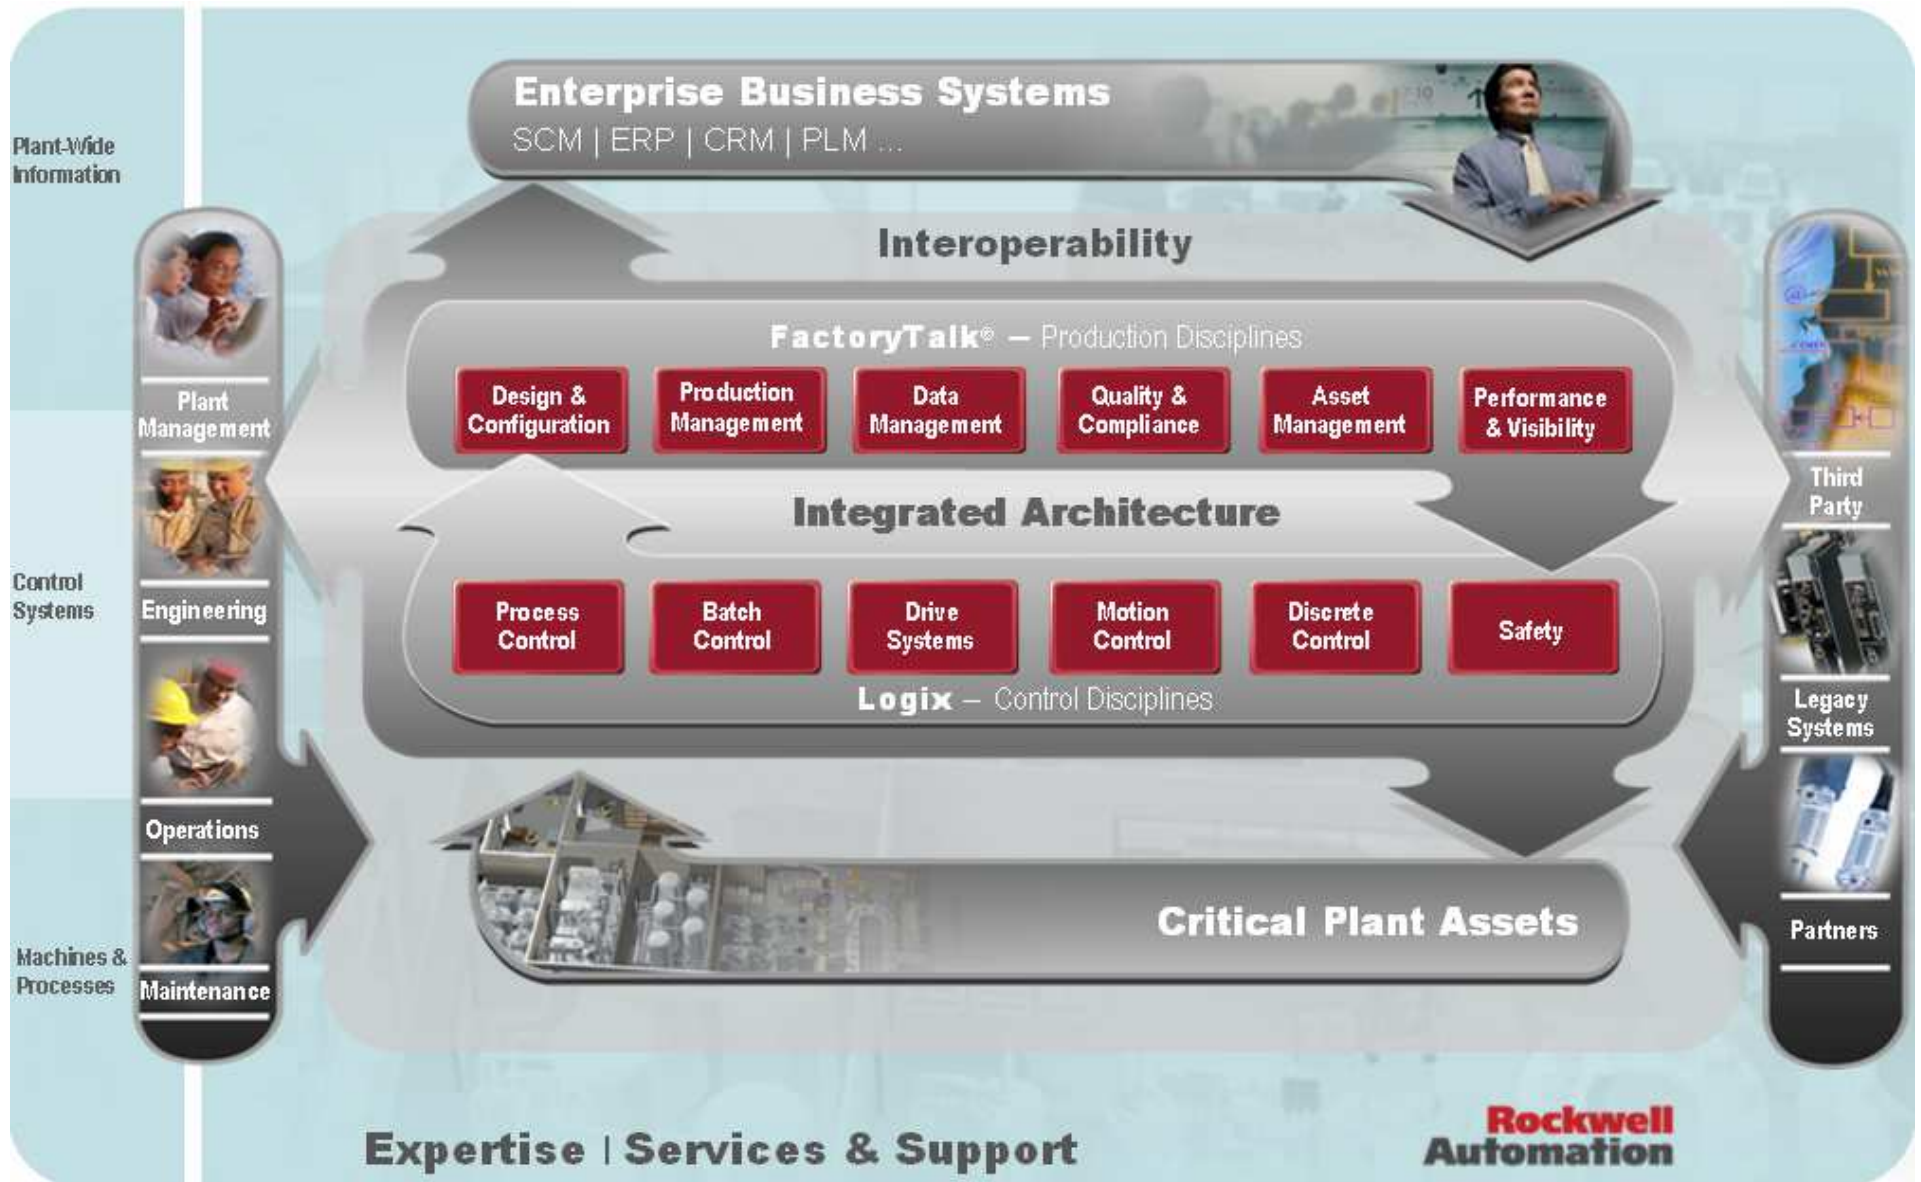 Enterprise Business Systems
SCM | ERP | CRM | PLM ...
Plant-Wide
Information
Interoperability
FactoryTalk® — Production Disciplines
Design &
Configuration
Production
Management
Data
Management
Quality &
Compliance
Asset
Management
Performance
& Visibility
Integrated Architecture
Process
Control
Batch
Control
Drive
Systems
Motion
Control
Discrete
Control
Safety
Logix – Control Disciplines
Critical Plant Assets
Plant
Management
Engineering
Operations
Maintenance
Control
Systems
Machines &
Processes
Third
Party
Legacy
Systems
Partners
Expertise | Services & Support
Rockwell
Automation